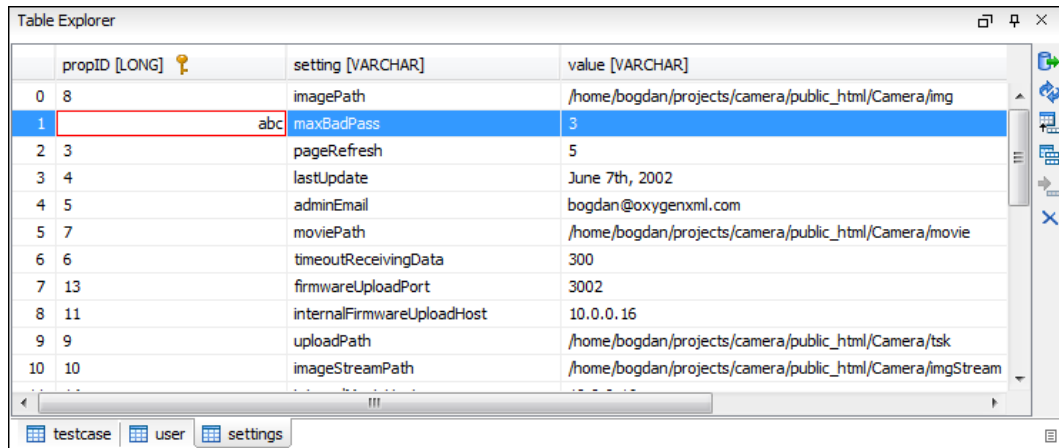 Table Explorer
propID [LONG] setting [VARCHAR] value [VARCHAR]
0 8 imagePath /home/bogdan/projects/camera/public_html/Camera/img
1 abc maxBadPass 3
2 3 pageRefresh 5
3 4 lastUpdate June 7th, 2002
4 5 adminEmail bogdan@oxygenxml.com
5 7 moviePath /home/bogdan/projects/camera/public_html/Camera/movie
6 6 timeoutReceivingData 300
7 13 firmwareUploadPort 3002
8 11 internalFirmwareUploadHost 10.0.0.16
9 9 uploadPath /home/bogdan/projects/camera/public_html/Camera/tsk
10 10 imageStreamPath /home/bogdan/projects/camera/public_html/Camera/imgStream
testcase user settings